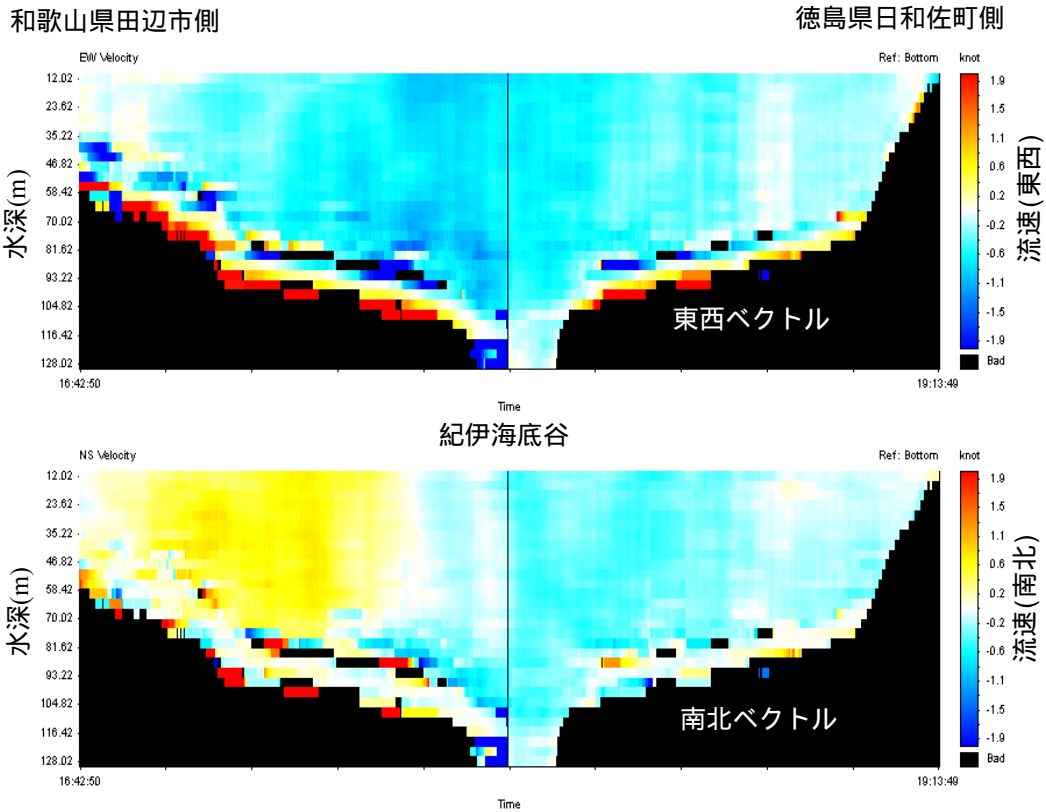 和歌山県田辺市側
徳島県日和佐町側
EW Velocity
Ref: Bottom
knot
12.02
23.62
35.22
46.82
58.42
70.02
81.62
93.22
104.82
116.42
128.02
水深(m)
1.9
1.5
1.1
0.6
0.2
-0.2
-0.6
-1.1
-1.5
-1.9
Bad
流速(東西)
東西ベクトル
16:42:50
19:13:49
Time
紀伊海底谷
NS Velocity
Ref: Bottom
knot
12.02
23.62
35.22
46.82
58.42
70.02
81.62
93.22
104.82
116.42
128.02
水深(m)
1.9
1.5
1.1
0.6
0.2
-0.2
-0.6
-1.1
-1.5
-1.9
Bad
流速(南北)
南北ベクトル
16:42:50
19:13:49
Time